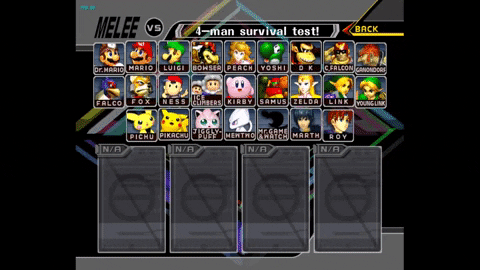 MELEE VS 4-man survival test! BACK
DR.MARIO MARIO LUIGI BOWSER PEACH YOSHI DK C.FALCON GANONDORF
FALCO FOX NESS ICE CLIMBERS KIRBY SAMUS ZELDA LINK YOUNG LINK
PICHU PIKACHU JIGGLY-PUFF MEWTWO MR.GAME &WATCH MARTH ROY
N/A N/A N/A N/A